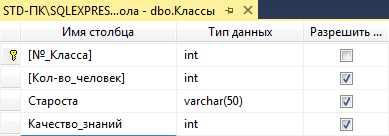 STD-ПК\SQLEXPRES...ола - dbo.Классы
Имя столбца Тип данных Разрешить ...
[№_Класса] int
[Кол-во_человек] int
Староста varchar(50)
Качество_знаний int